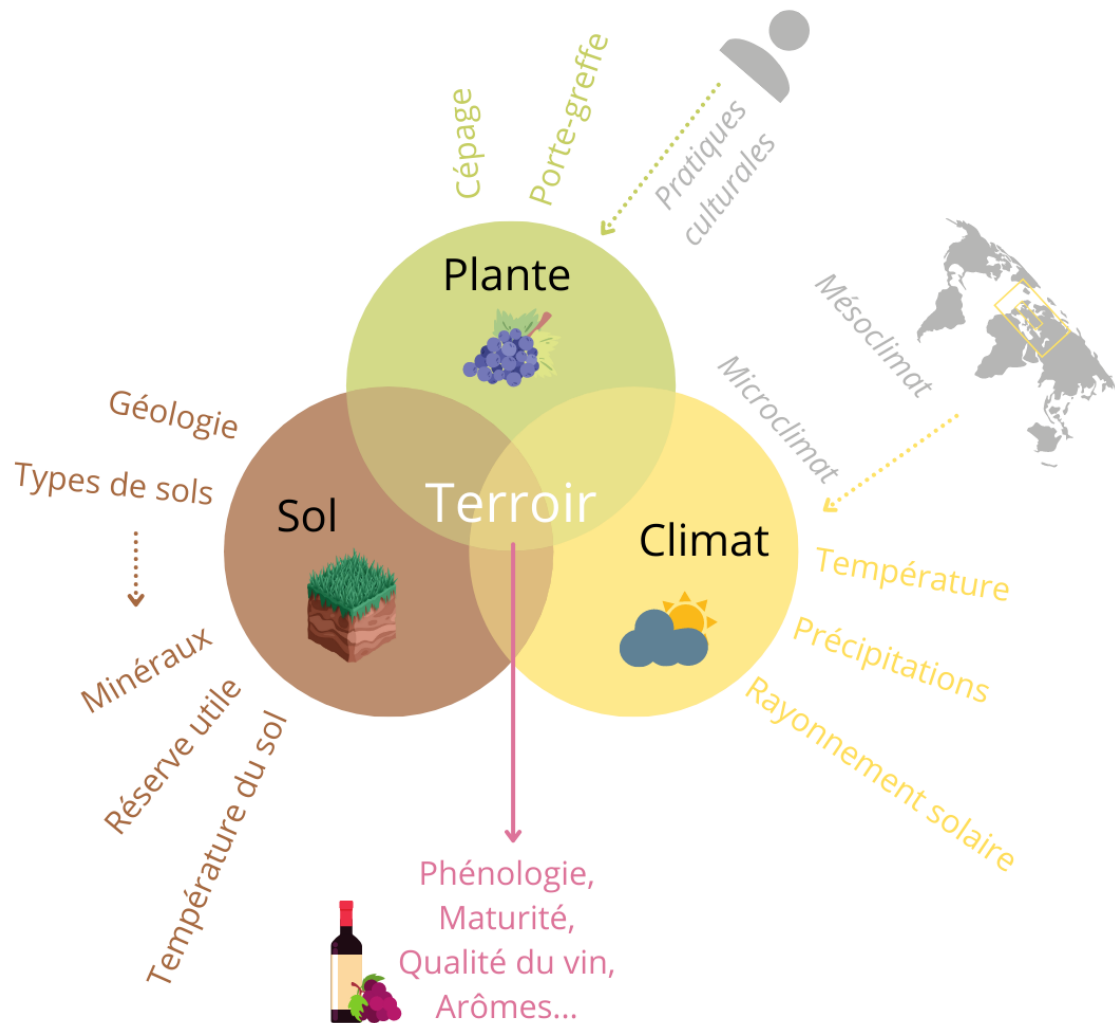 Cépage
Porte-greffe
Pratiques
culturales
Plante
Mésoclimat
Microclimat
Géologie
Types de sols
Sol
Terroir
Climat
Température
Précipitations
Rayonnement solaire
Minéraux
Réserve utile
Température du sol
Phénologie,
Maturité,
Qualité du vin,
Arômes...